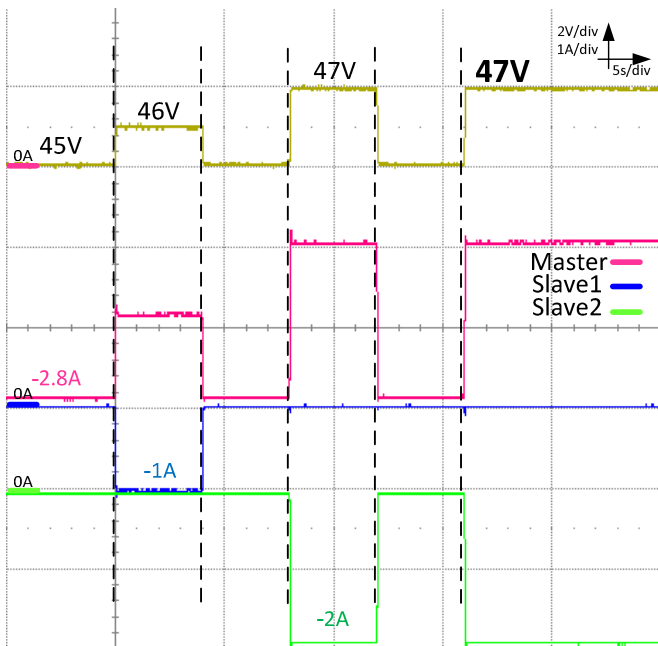 2V/div
1A/div
5s/div
47V
47V
46V
45V
0A
Master
Slave1
Slave2
-2.8A
0A
-1A
0A
-2A